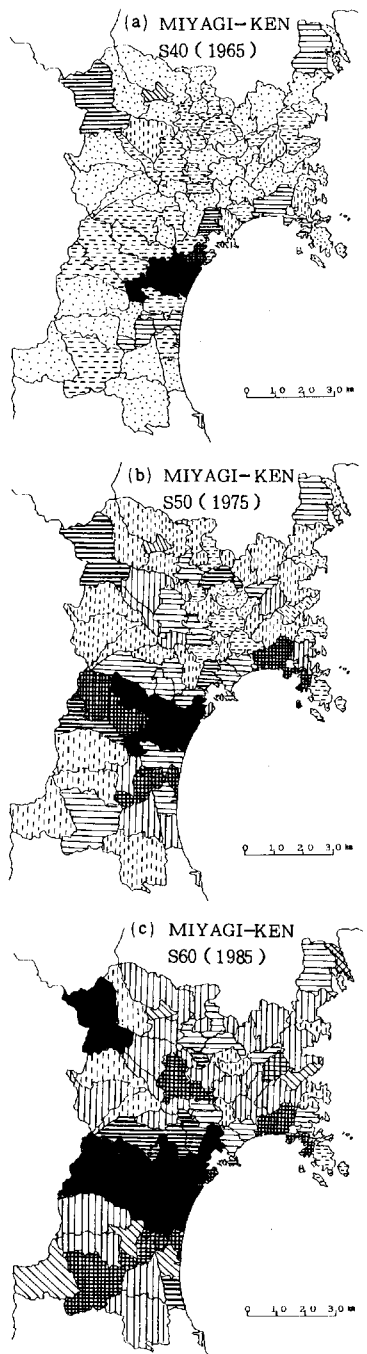 (a) MIYAGI-KEN
S40 (1965)
0 10 20 30 km
(b) MIYAGI-KEN
S50 (1975)
0 10 20 30 km
(c) MIYAGI-KEN
S60 (1985)
0 10 20 30 km